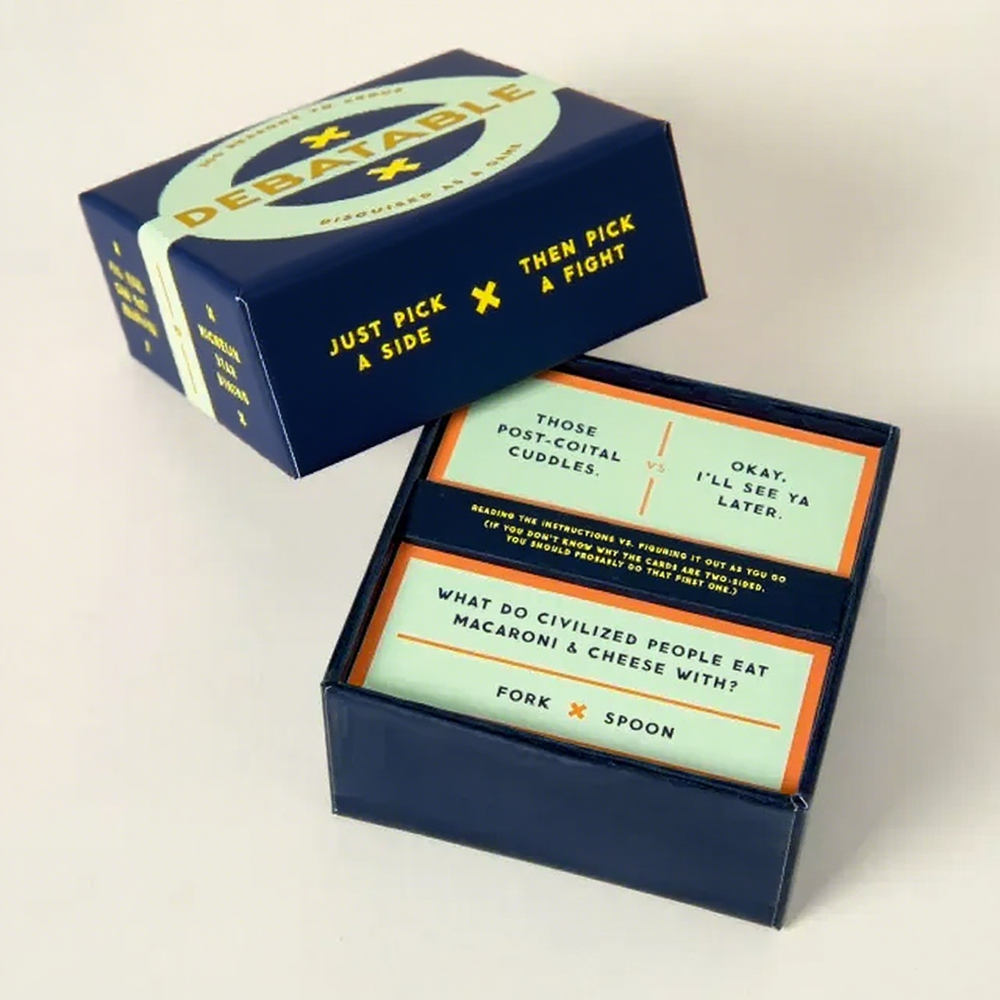 DEBATABLE
DISGUISED AS A GAME
JUST PICK
A SIDE
THEN PICK
A FIGHT
MICHELIN
STAR
DINING
THOSE
POST-COITAL
CUDDLES.
VS
OKAY,
I'LL SEE YA
LATER.
READING THE INSTRUCTIONS VS. FIGURING IT OUT AS YOU GO
(IF YOU DON'T KNOW WHY THE CARDS ARE TWO-SIDED,
YOU SHOULD PROBABLY DO THAT FIRST ONE.)
WHAT DO CIVILIZED PEOPLE EAT
MACARONI & CHEESE WITH?
FORK
SPOON